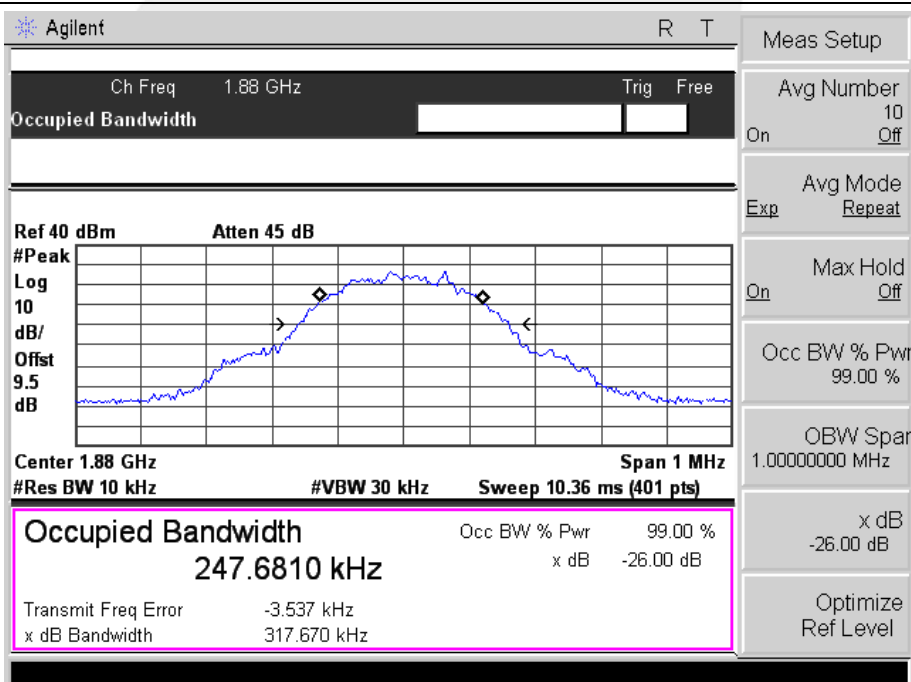 Agilent R T
Ch Freq 1.88 GHz Trig Free
Occupied Bandwidth
Ref 40 dBm Atten 45 dB
#Peak
Log
10
dB/
Offst
9.5
dB
Center 1.88 GHz Span 1 MHz
#Res BW 10 kHz #VBW 30 kHz Sweep 10.36 ms (401 pts)
Occupied Bandwidth
247.6810 kHz
Occ BW % Pwr 99.00 %
x dB -26.00 dB
Transmit Freq Error -3.537 kHz
x dB Bandwidth 317.670 kHz
Meas Setup
Avg Number
10
On Off
Avg Mode
Exp Repeat
Max Hold
On Off
Occ BW % Pwr
99.00 %
OBW Spar
1.00000000 MHz
x dB
-26.00 dB
Optimize
Ref Level